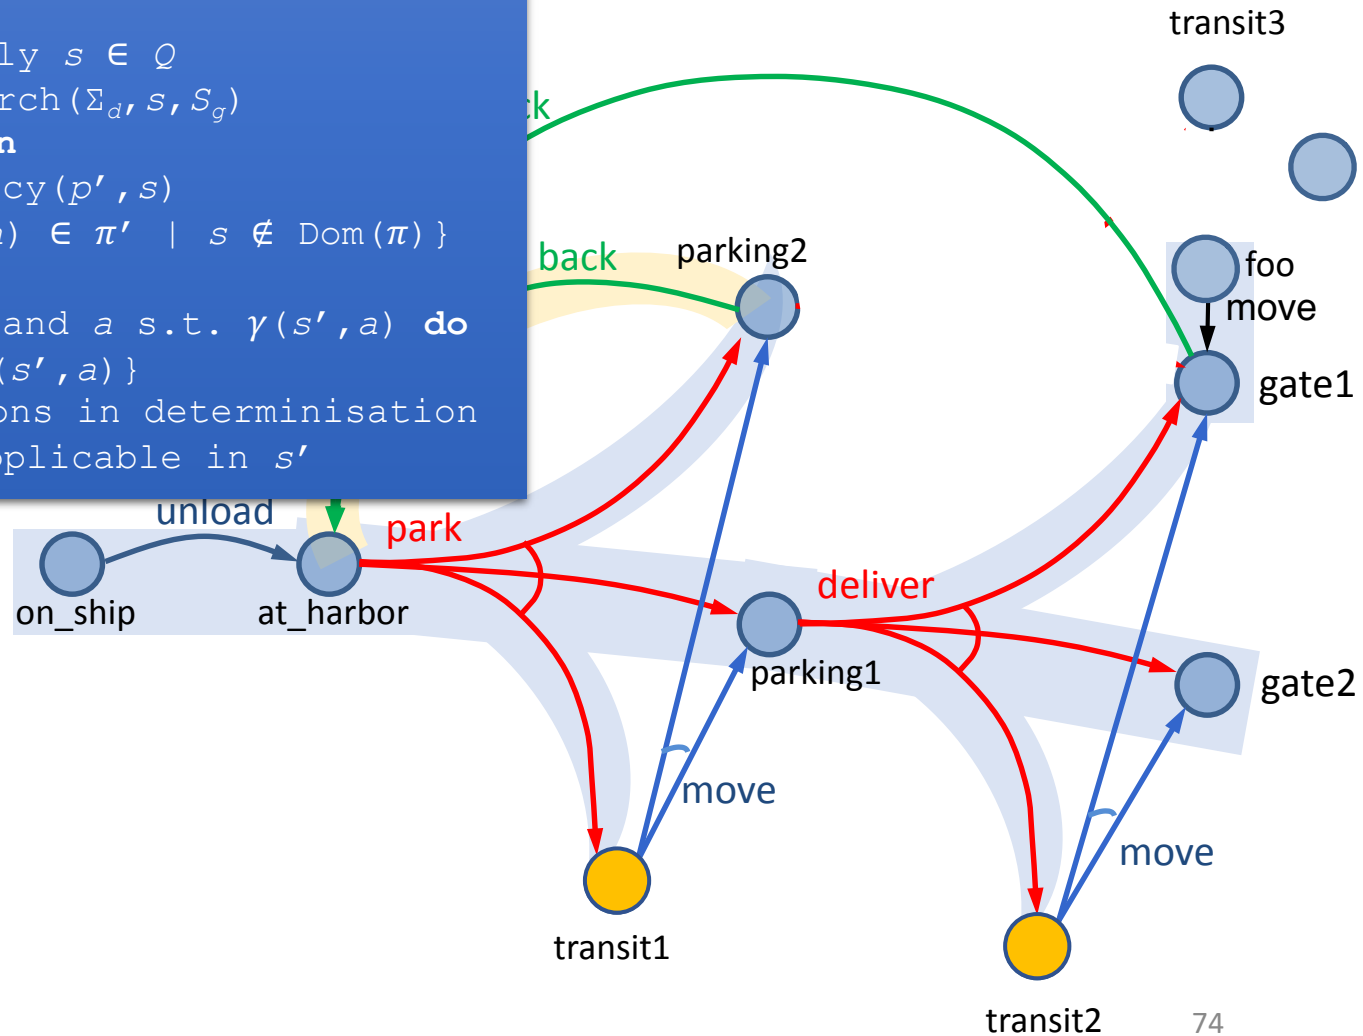 ly s ∈ Q
rch(Σd,s,Sg)
n
cy(p′,s)
) ∈ π′ | s ∉ Dom(π)}
and a s.t. γ(s′,a) do
(s′,a)}
ons in determinisation
plicable in s′
transit3
ck
back
parking2
foo
move
gate1
unload
park
on_ship
at_harbor
deliver
parking1
gate2
move
move
transit1
transit2
74